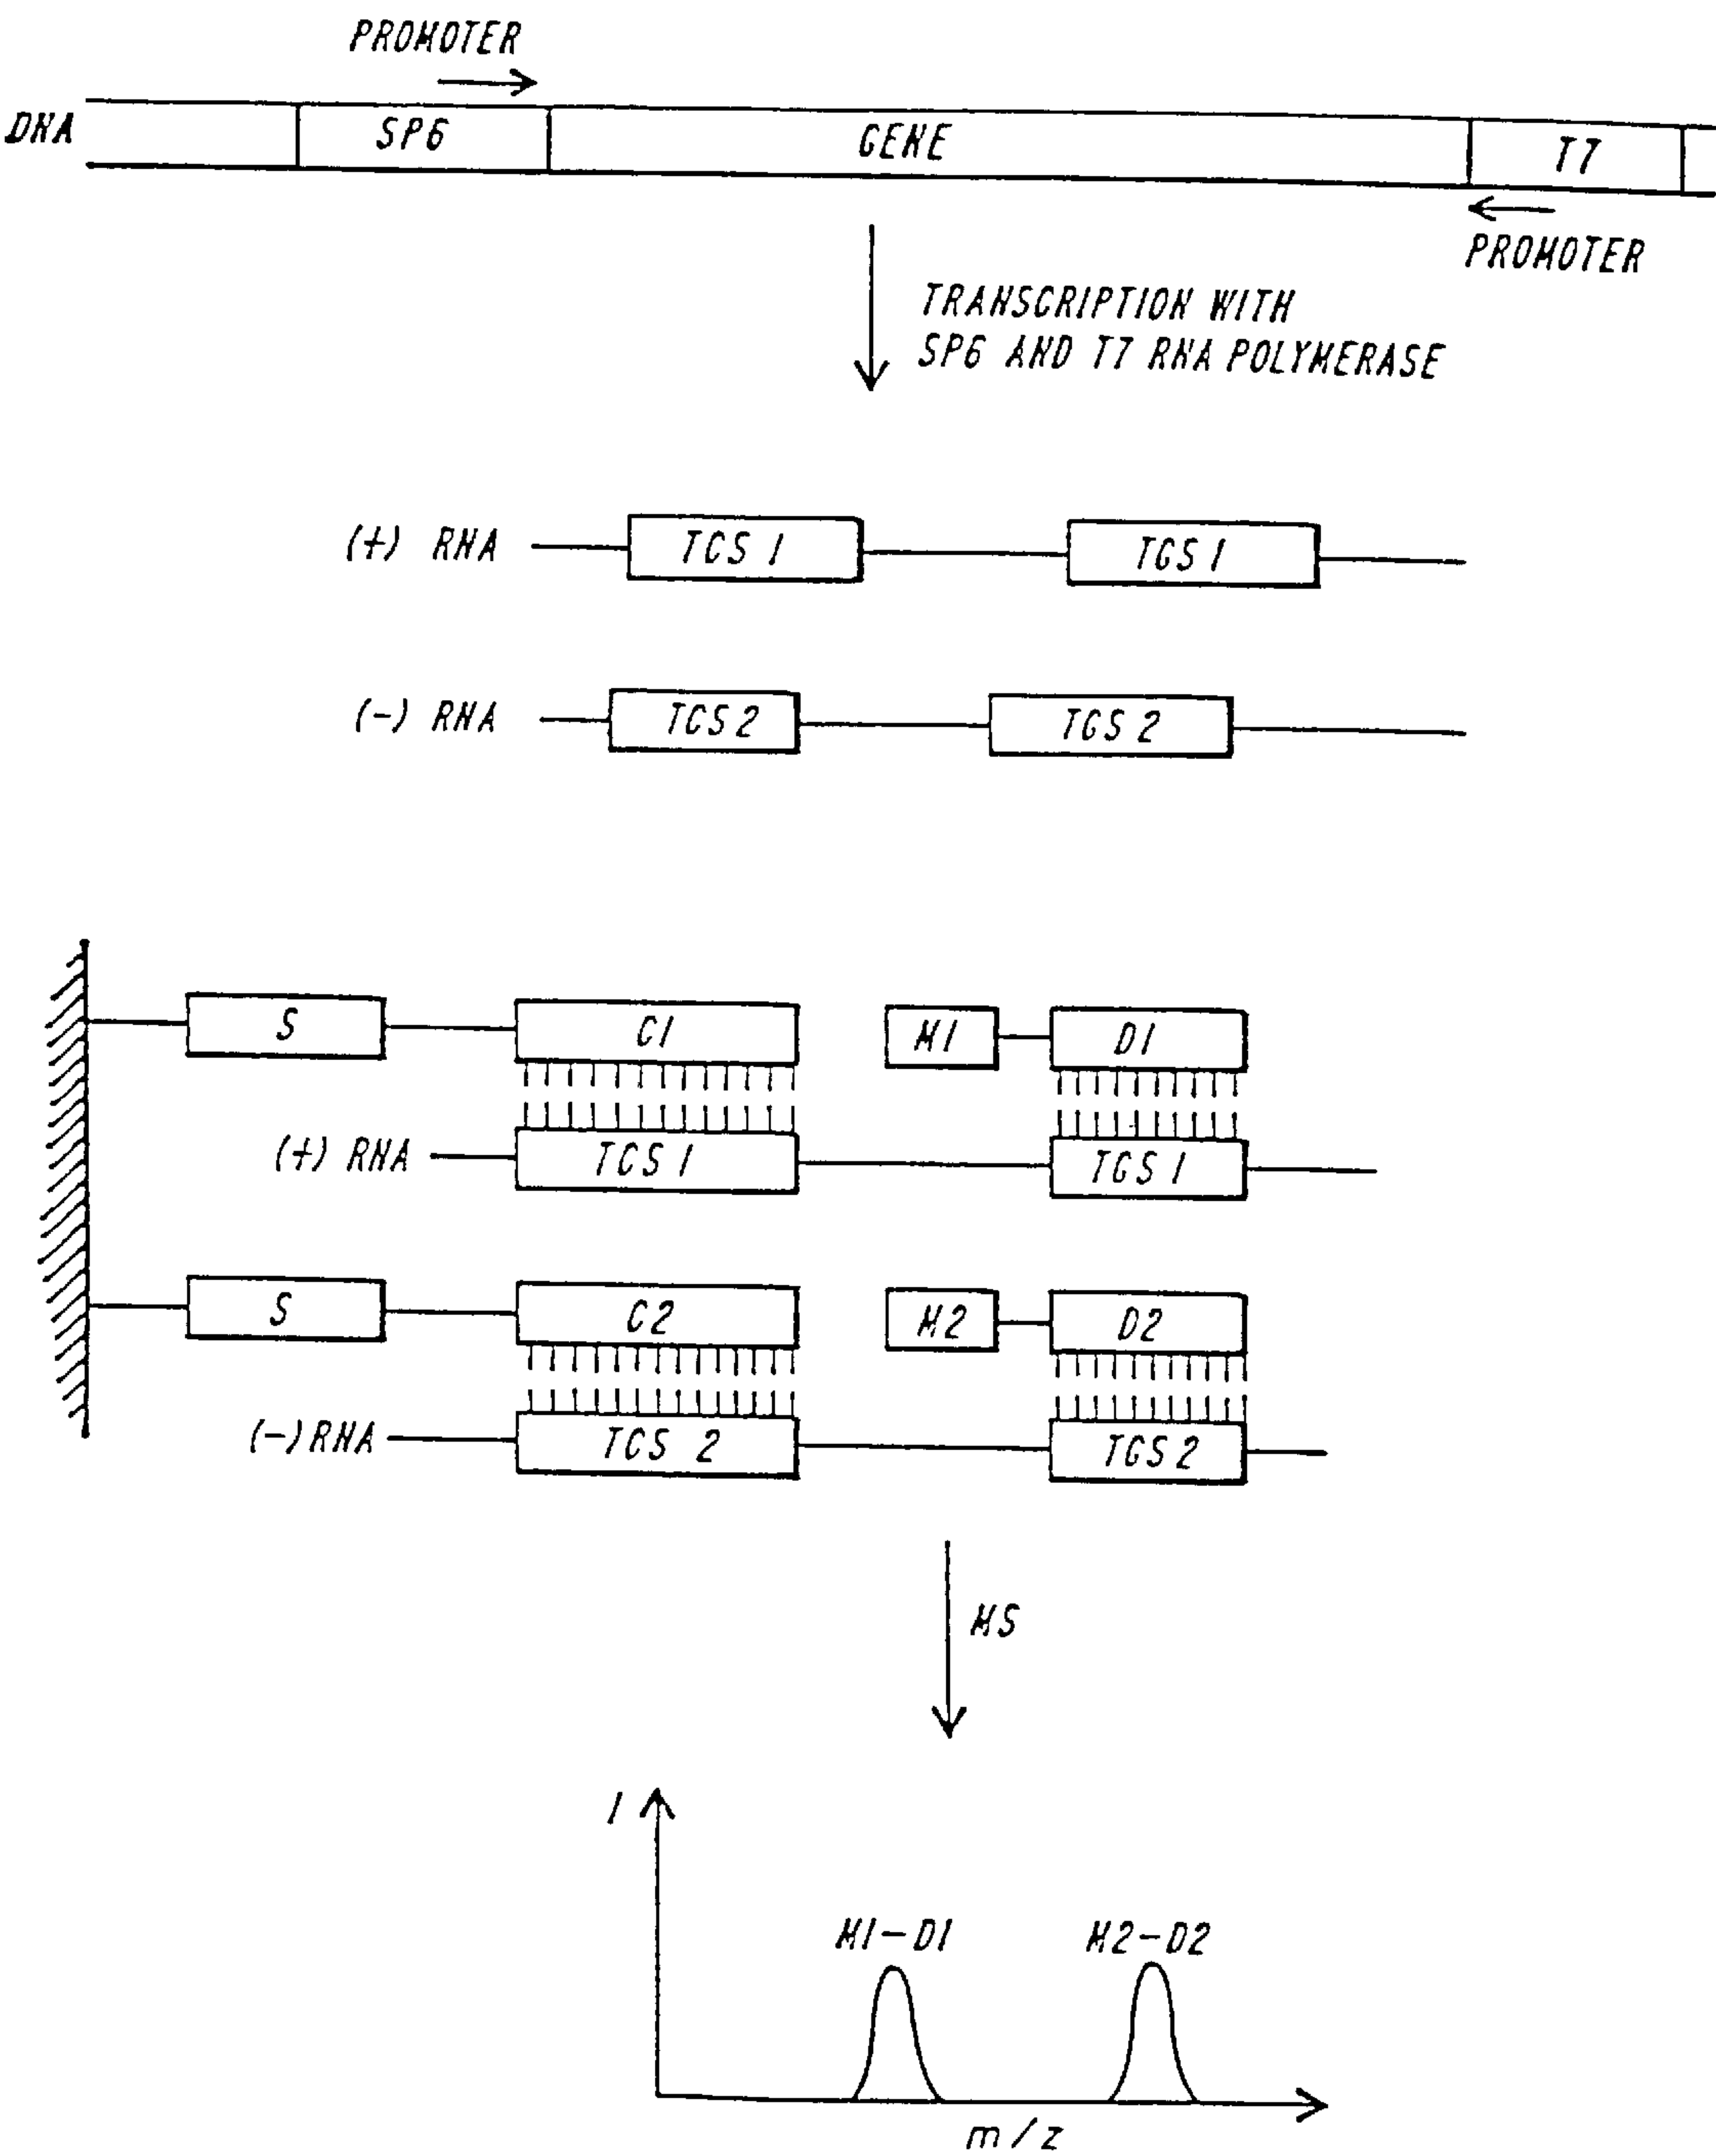 PROMOTER
DNA
SP6
GENE
T7
PROMOTER
TRANSCRIPTION WITH
SP6 AND T7 RNA POLYMERASE
(+) RNA
TCS 1
TCS 1
(-) RNA
TCS 2
TCS 2
S
C1
M1
D1
(+) RNA
TCS 1
TCS 1
S
C2
M2
D2
(-) RNA
TCS 2
TCS 2
MS
I
M1-D1
M2-D2
m/z